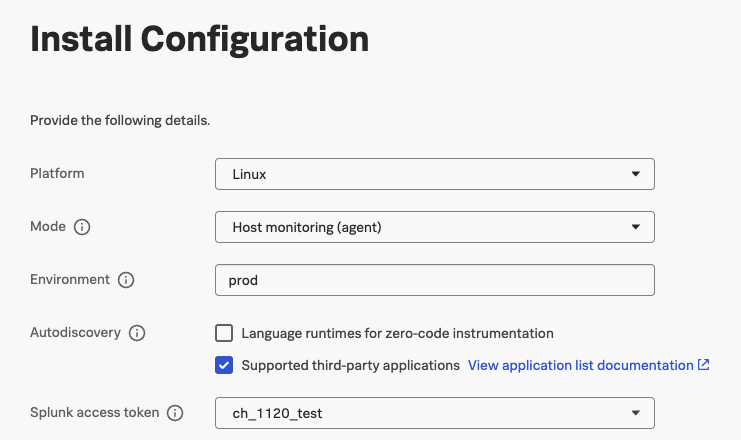 Install Configuration
Provide the following details.
Platform
Linux
Mode
Host monitoring (agent)
Environment
prod
Autodiscovery
Language runtimes for zero-code instrumentation
Supported third-party applications View application list documentation
Splunk access token
ch_1120_test